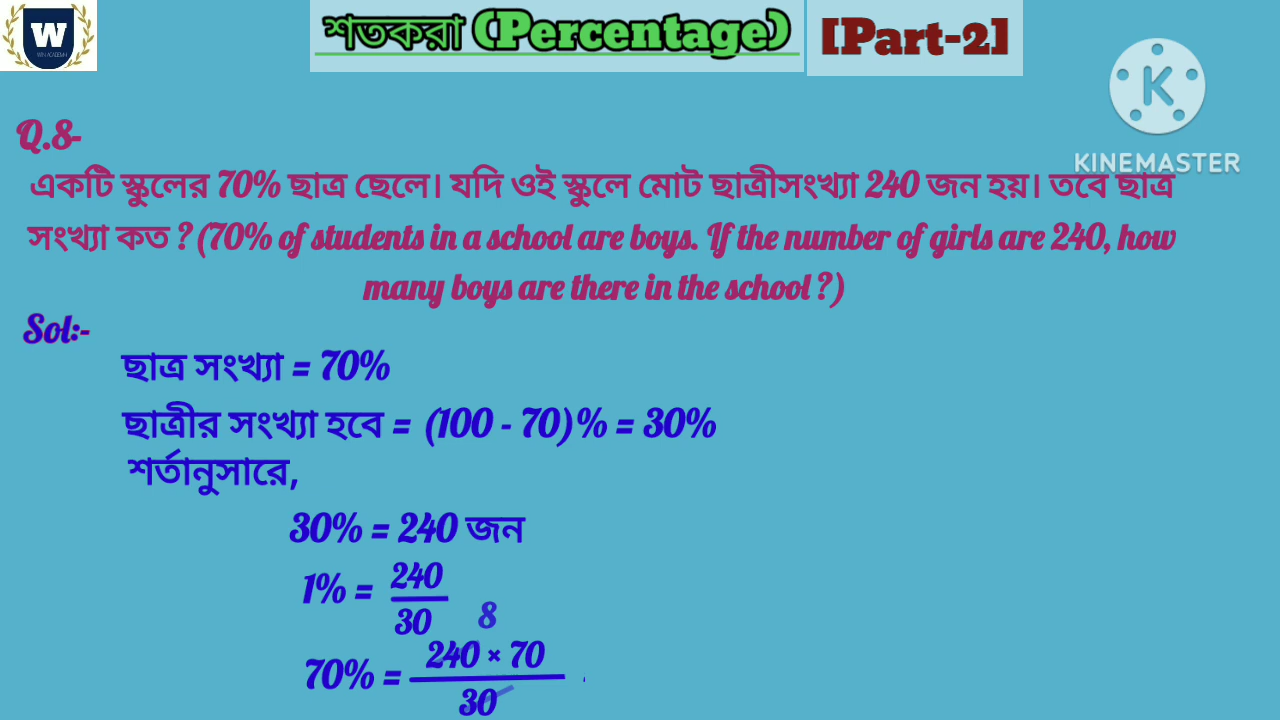 W
WIN ACADEMY
শতকরা (Percentage) [Part-2]
K
KINEMASTER
Q.8-
একটি স্কুলের 70% ছাত্র ছেলে। যদি ওই স্কুলে মোট ছাত্রীসংখ্যা 240 জন হয়। তবে ছাত্র
সংখ্যা কত ? (70% of students in a school are boys. If the number of girls are 240, how
many boys are there in the school ?)
Sol:-
ছাত্র সংখ্যা = 70%
ছাত্রীর সংখ্যা হবে = (100 - 70)% = 30%
শর্তানুসারে,
30% = 240 জন
1% = 240
30
8
70% = 240 × 70
30